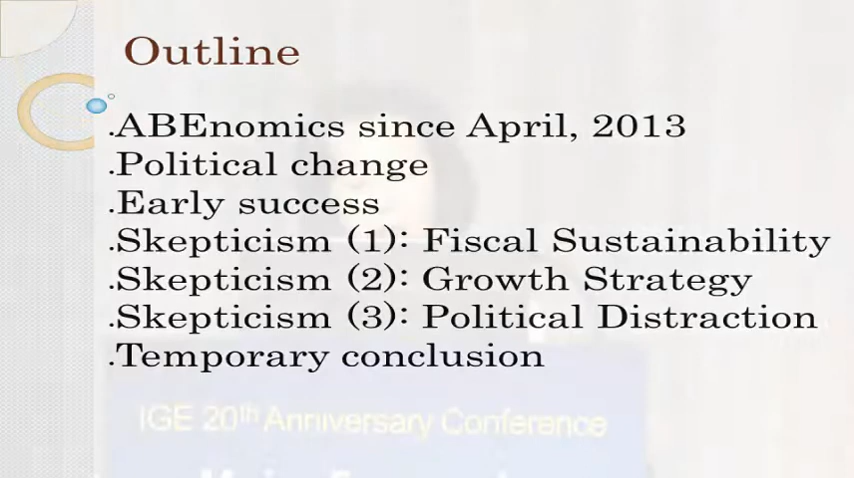 Outline
.ABEnomics since April, 2013
.Political change
.Early success
.Skepticism (1): Fiscal Sustainability
.Skepticism (2): Growth Strategy
.Skepticism (3): Political Distraction
.Temporary conclusion
IGE 20th Anniversary Conference